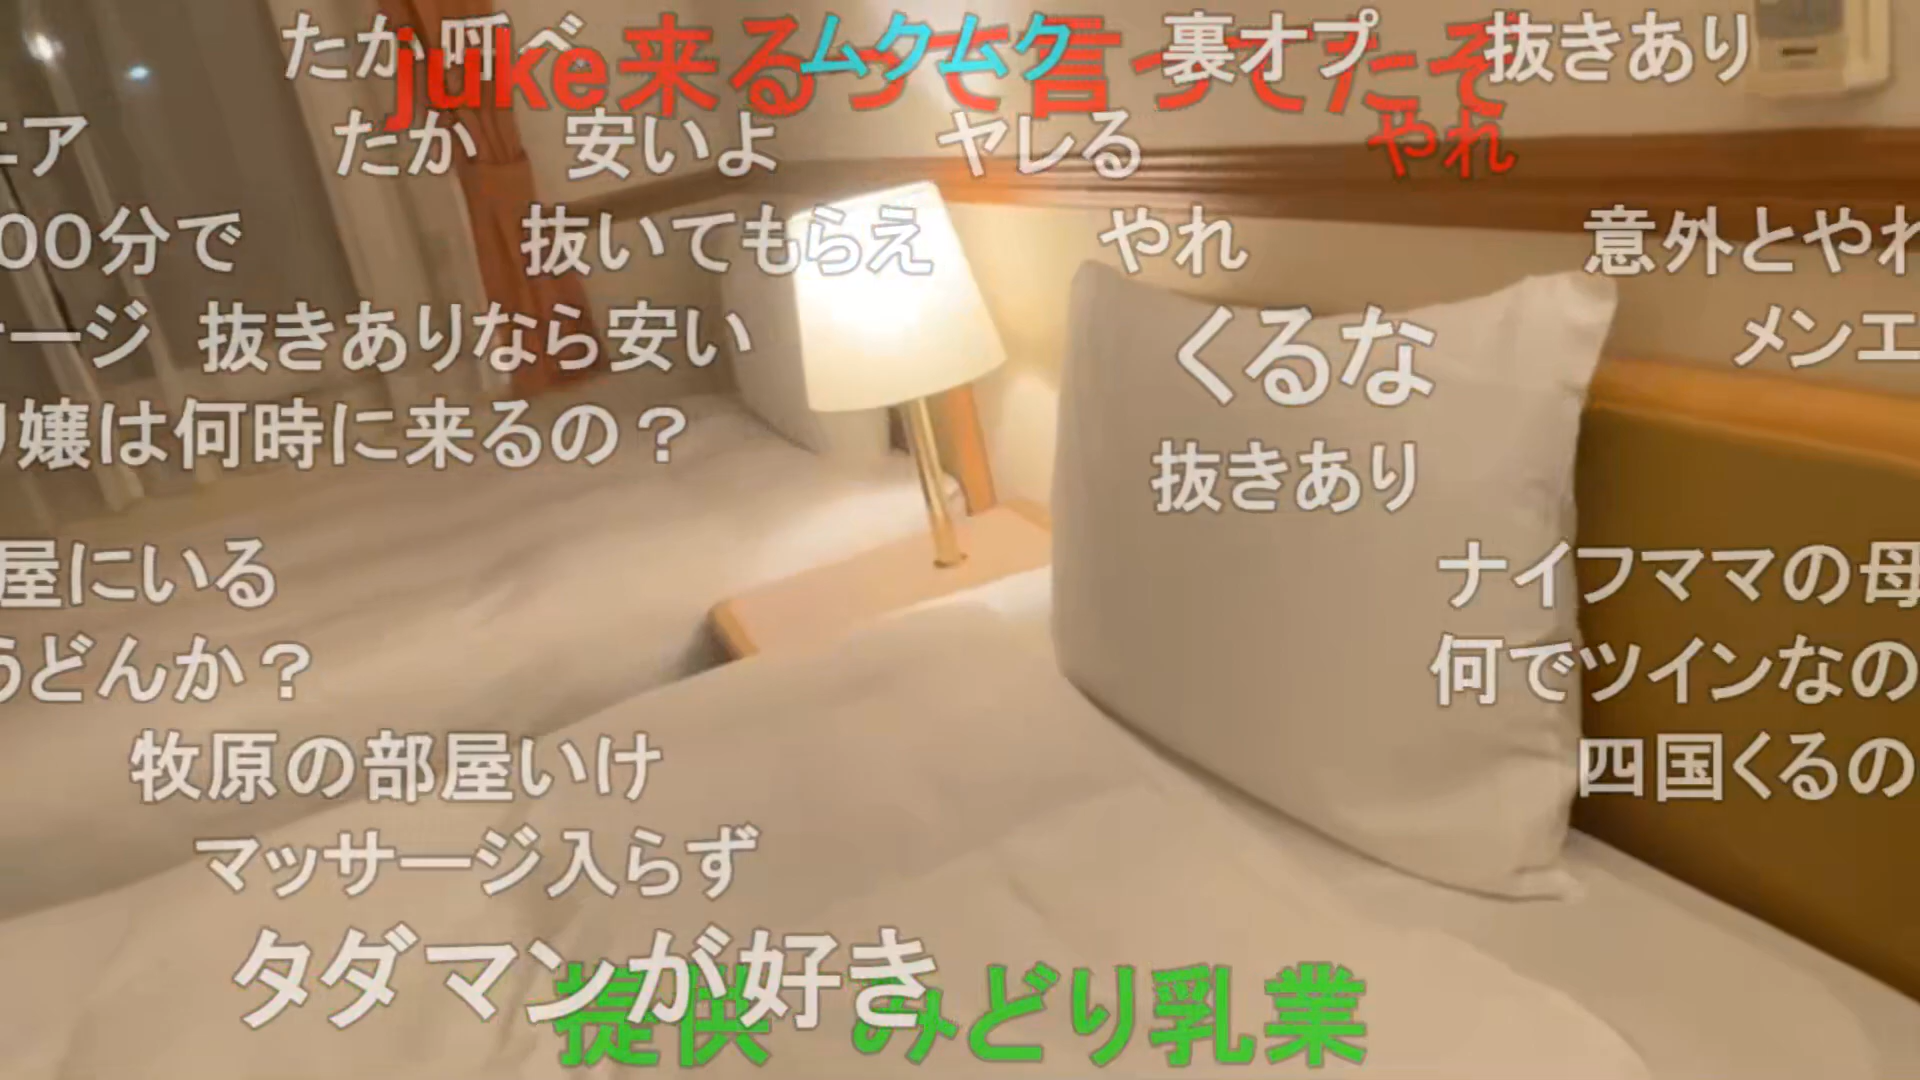 たか呼べ
juke来るって言ってたぞ
ムクムク
裏オプ
抜きあり
ニア
たか
安いよ
ヤレる
やれ
00分で
抜いてもらえ
やれ
意外とやれ
ージ
抜きありなら安い
くるな
メンエ
嬢は何時に来るの？
抜きあり
屋にいる
ナイフママの母
うどんか？
何でツインなの
牧原の部屋いけ
四国くるの
マッサージ入らず
タダマンが好き
提供 みどり乳業